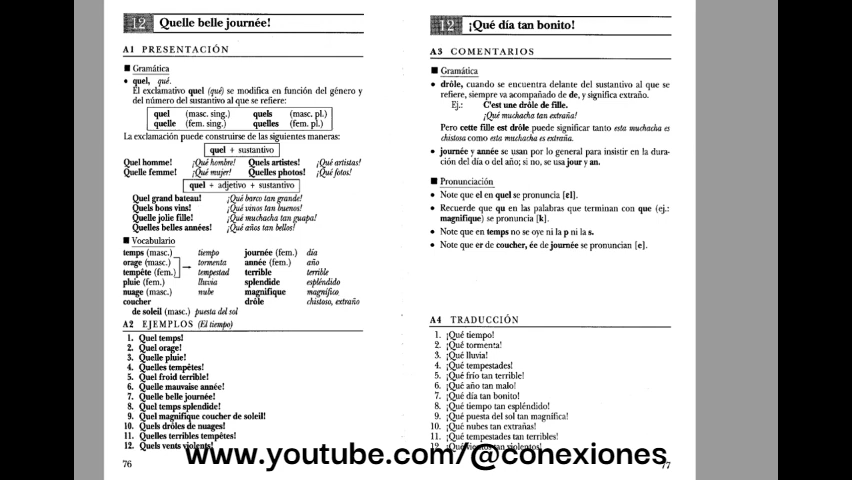 12 Quelle belle journée!
A1 PRESENTACIÓN
■ Gramática
• quel, qué.
El exclamativo quel (qué) se modifica en función del género y
del número del sustantivo al que se refiere:
quel (masc. sing.) quels (masc. pl.)
quelle (fem. sing.) quelles (fem. pl.)
La exclamación puede construirse de las siguientes maneras:
quel + sustantivo
Quel homme! ¡Qué hombre! Quels artistes! ¡Qué artistas!
Quelle femme! ¡Qué mujer! Quelles photos! ¡Qué fotos!
quel + adjetivo + sustantivo
Quel grand bateau! ¡Qué barco tan grande!
Quels bons vins! ¡Qué vinos tan buenos!
Quelle jolie fille! ¡Qué muchacha tan guapa!
Quelles belles années! ¡Qué años tan bellos!
■ Vocabulario
temps (masc.) tiempo journée (fem.) día
orage (masc.) tormenta année (fem.) año
tempête (fem.) tempestad terrible terrible
pluie (fem.) lluvia splendide espléndido
nuage (masc.) nube magnifique magnífico
coucher drôle chistoso, extraño
de soleil (masc.) puesta del sol
A2 EJEMPLOS (El tiempo)
1. Quel temps!
2. Quel orage!
3. Quelle pluie!
4. Quelles tempêtes!
5. Quel froid terrible!
6. Quelle mauvaise année!
7. Quelle belle journée!
8. Quel temps splendide!
9. Quel magnifique coucher de soleil!
10. Quels drôles de nuages!
11. Quelles terribles tempêtes!
12. Quels vents violents!
76
12 ¡Qué día tan bonito!
A3 COMENTARIOS
■ Gramática
• drôle, cuando se encuentra delante del sustantivo al que se
refiere, siempre va acompañado de de, y significa extraño.
Ej.: C'est une drôle de fille.
¡Qué muchacha tan extraña!
Pero cette fille est drôle puede significar tanto esta muchacha es
chistosa como esta muchacha es extraña.
• journée y année se usan por lo general para insistir en la dura-
ción del día o del año; si no, se usa jour y an.
■ Pronunciación
• Note que el en quel se pronuncia [εl].
• Recuerde que qu en las palabras que terminan con que (ej.:
magnifique) se pronuncia [k].
• Note que en temps no se oye ni la p ni la s.
• Note que er de coucher, ée de journée se pronuncian [e].
A4 TRADUCCIÓN
1. ¡Qué tiempo!
2. ¡Qué tormenta!
3. ¡Qué lluvia!
4. ¡Qué tempestades!
5. ¡Qué frío tan terrible!
6. ¡Qué año tan malo!
7. ¡Qué día tan bonito!
8. ¡Qué tiempo tan espléndido!
9. ¡Qué puesta del sol tan magnífica!
10. ¡Qué nubes tan extrañas!
11. ¡Qué tempestades tan terribles!
12. ¡Qué vientos tan violentos!
77
www.youtube.com/@conexiones